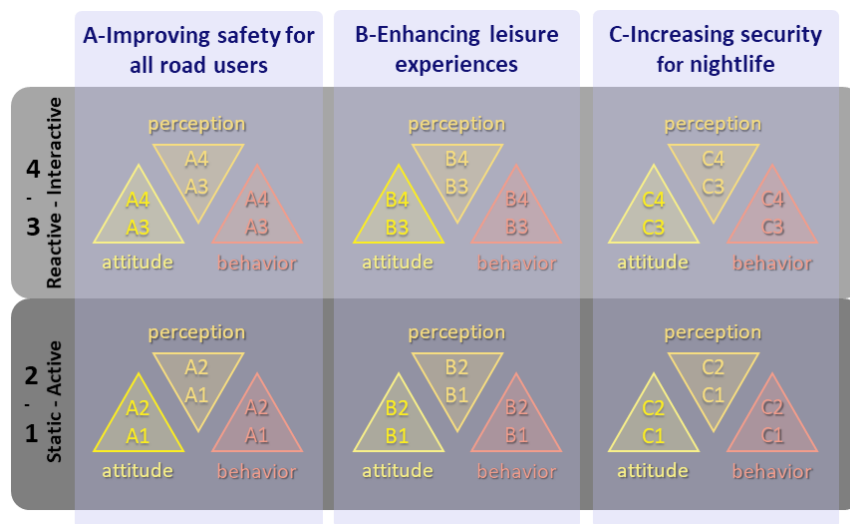 A-Improving safety for
all road users
B-Enhancing leisure
experiences
C-Increasing security
for nightlife
4
-
3
Reactive - Interactive
perception
A4
A3
A4
A3
attitude
A4
A3
behavior
perception
B4
B3
B4
B3
attitude
B4
B3
behavior
perception
C4
C3
C4
C3
attitude
C4
C3
behavior
2
-
1
Static - Active
perception
A2
A1
A2
A1
attitude
A2
A1
behavior
perception
B2
B1
B2
B1
attitude
B2
B1
behavior
perception
C2
C1
C2
C1
attitude
C2
C1
behavior